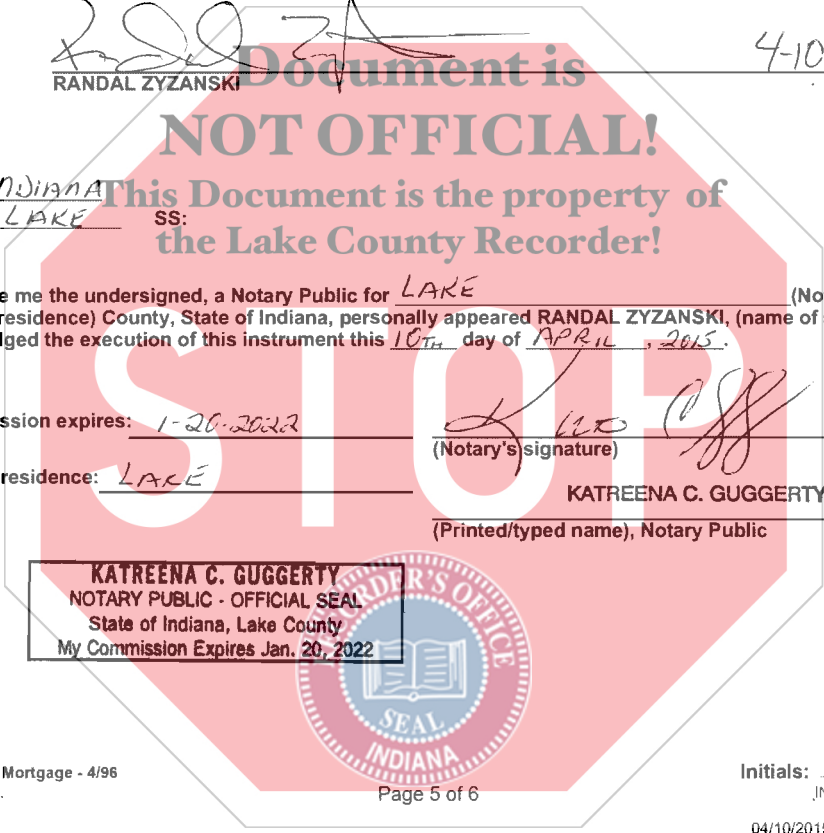 4-10
RANDAL ZYZANSKI
Document is
NOT OFFICIAL!
This Document is the property of
the Lake County Recorder!
NDIANA
LAKE SS:
e me the undersigned, a Notary Public for LAKE (No
residence) County, State of Indiana, personally appeared RANDAL ZYZANSKI, (name of
lged the execution of this instrument this 10TH day of APRIL, 2015.
STOP
ssion expires: 1-20-2022
(Notary's signature)
residence: LAKE
KATREENA C. GUGGERTY
(Printed/typed name), Notary Public
KATREENA C. GUGGERTY
NOTARY PUBLIC - OFFICIAL SEAL
State of Indiana, Lake County
My Commission Expires Jan. 20, 2022
RECORDER'S OFFICE
SEAL
INDIANA
Mortgage - 4/96
Initials:
Page 5 of 6
IN
04/10/2015